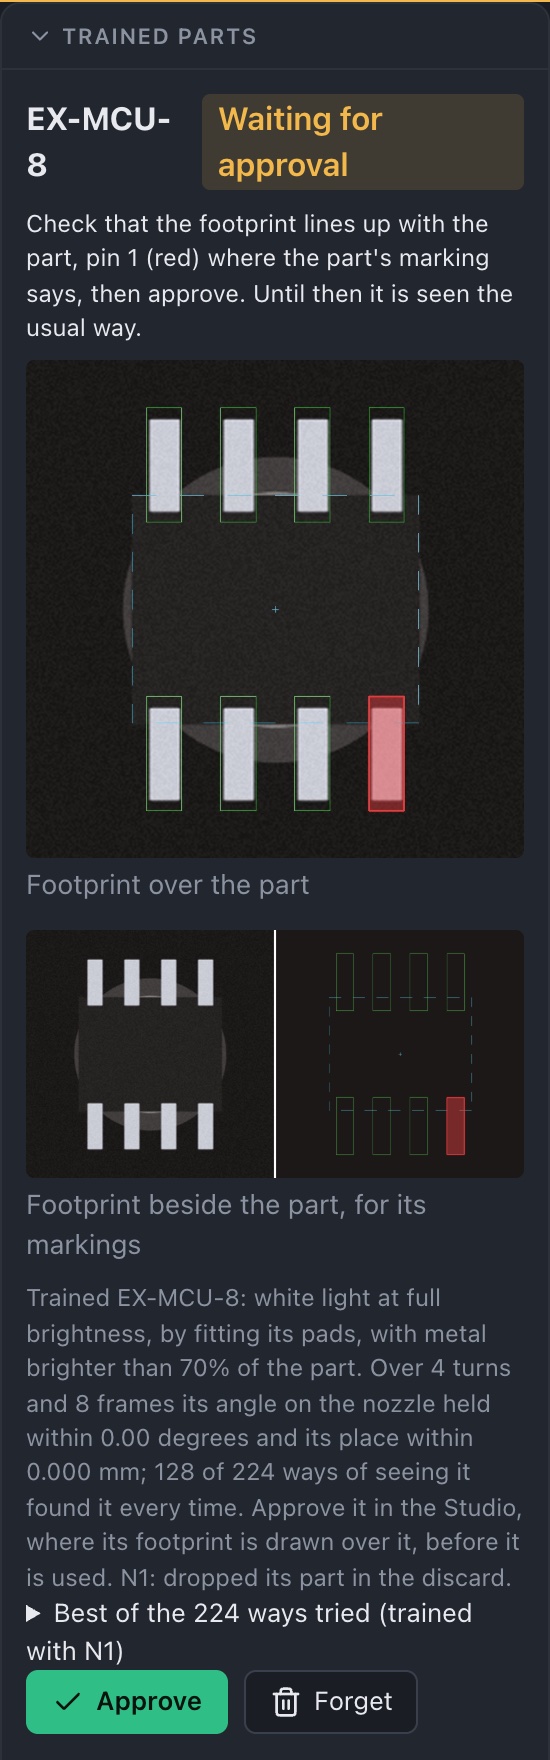 TRAINED PARTS
EX-MCU-
8
Waiting for
approval
Check that the footprint lines up with the
part, pin 1 (red) where the part's marking
says, then approve. Until then it is seen the
usual way.
Footprint over the part
Footprint beside the part, for its
markings
Trained EX-MCU-8: white light at full
brightness, by fitting its pads, with metal
brighter than 70% of the part. Over 4 turns
and 8 frames its angle on the nozzle held
within 0.00 degrees and its place within
0.000 mm; 128 of 224 ways of seeing it
found it every time. Approve it in the Studio,
where its footprint is drawn over it, before it
is used. N1: dropped its part in the discard.
Best of the 224 ways tried (trained
with N1)
Approve
Forget